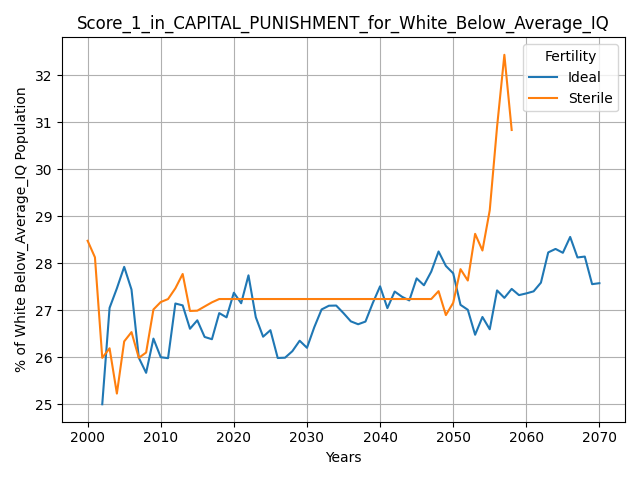 Score_1_in_CAPITAL_PUNISHMENT_for_White_Below_Average_IQ
% of White Below_Average_IQ Population
32
31
30
29
28
27
26
25
Fertility
Ideal
Sterile
2000 2010 2020 2030 2040 2050 2060 2070
Years